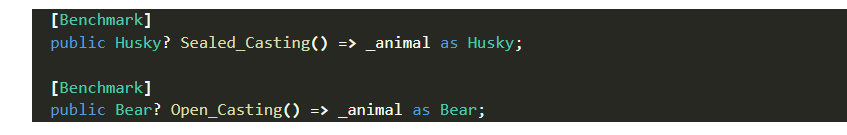 [Benchmark]
public Husky? Sealed_Casting() => _animal as Husky;
[Benchmark]
public Bear? Open_Casting() => _animal as Bear;